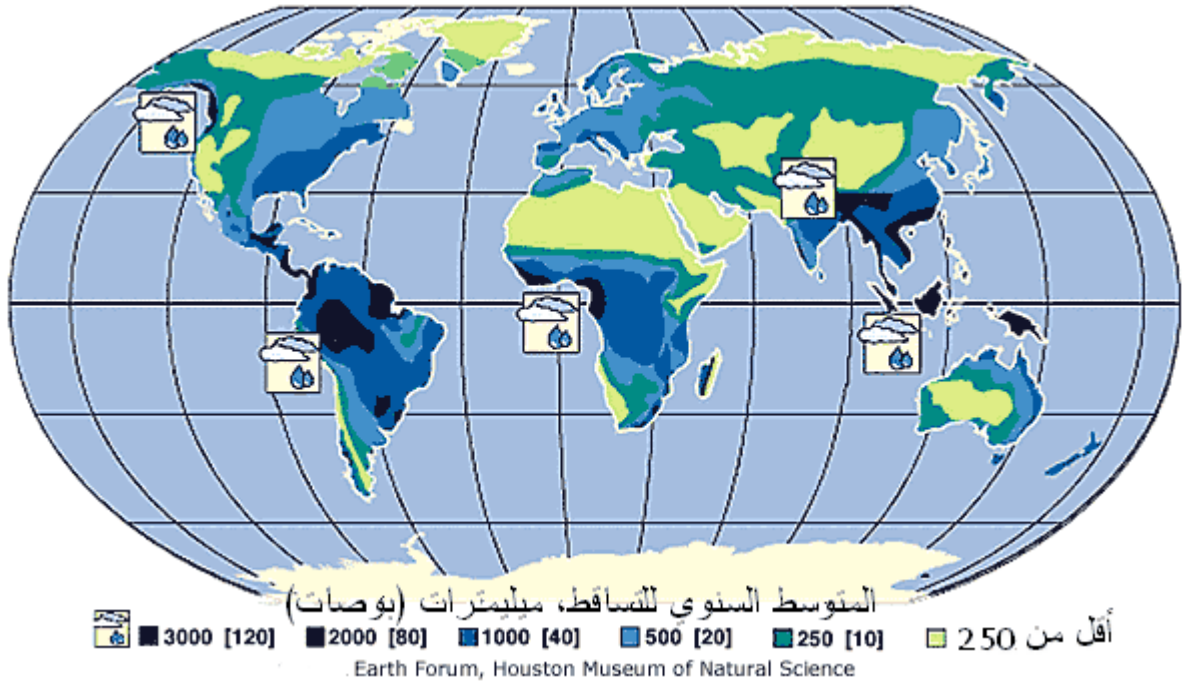 المتوسط السنوي للتساقط، ميليمترات (بوصات)
3000 [120] 2000 [80] 1000 [40] 500 [20] 250 [10] أقل من 250
Earth Forum, Houston Museum of Natural Science